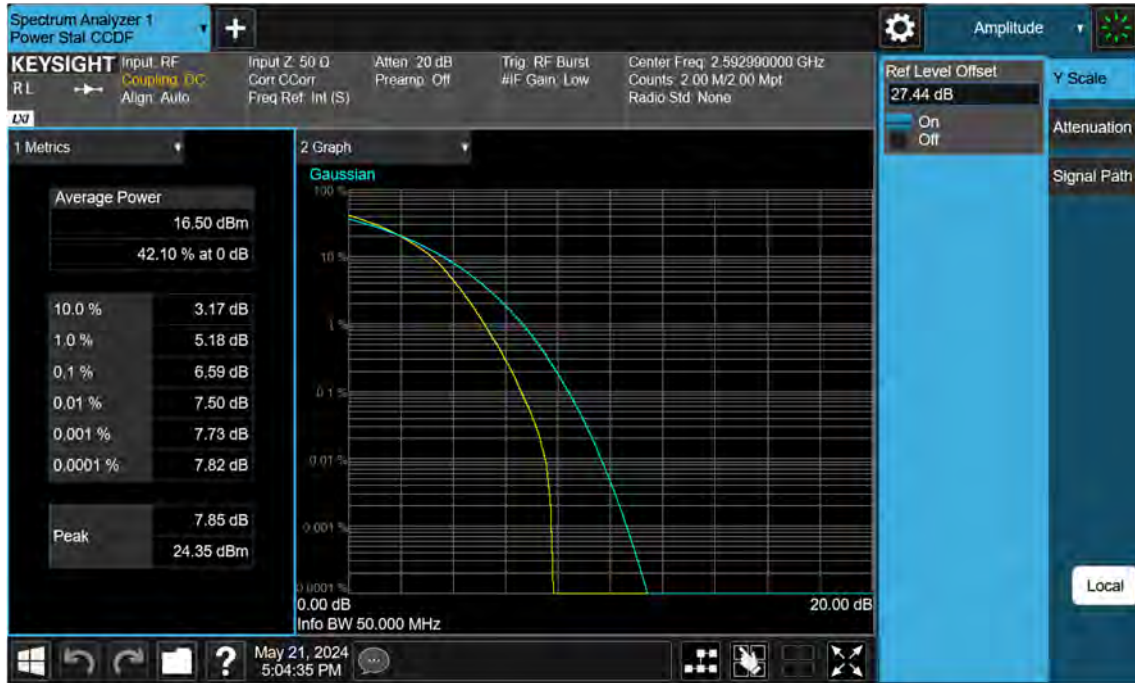 Spectrum Analyzer 1
Power Stat CCDF
+
Amplitude
KEYSIGHT
RL
LXI
Input: RF
Coupling: DC
Align: Auto
Input Z: 50 Ω
Corr CCorr
Freq Ref: Int (S)
Atten: 20 dB
Preamp: Off
Trig: RF Burst
#IF Gain: Low
Center Freq: 2.592990000 GHz
Counts: 2.00 M/2.00 Mpt
Radio Std: None
Ref Level Offset
27.44 dB
On
Off
Y Scale
Attenuation
Signal Path
Local
1 Metrics
Average Power
16.50 dBm
42.10 % at 0 dB
10.0 % 3.17 dB
1.0 % 5.18 dB
0.1 % 6.59 dB
0.01 % 7.50 dB
0.001 % 7.73 dB
0.0001 % 7.82 dB
Peak
7.85 dB
24.35 dBm
2 Graph
Gaussian
100 %
10 %
1 %
0.1 %
0.01 %
0.001 %
0.0001 %
0.00 dB 20.00 dB
Info BW 50.000 MHz
?
May 21, 2024
5:04:35 PM